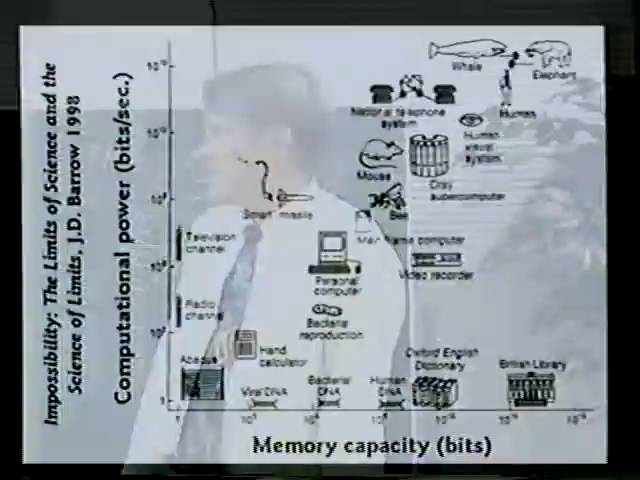 Impossibility: The Limits of Science and the
Science of Limits, J.D. Barrow 1998
Computational power (bits/sec.)
Whale
Elephant
National telephone
system
Human
Human
visual
system
Mouse
Cray
supercomputer
Smart missile
Bee
Television
channel
Main frame computer
Video recorder
Personal
computer
Radio
channel
Bacteria
reproduction
Hand
calculator
Abacus
Oxford English
Dictionary
British Library
Viral DNA
Bacterial
DNA
Human
DNA
Memory capacity (bits)